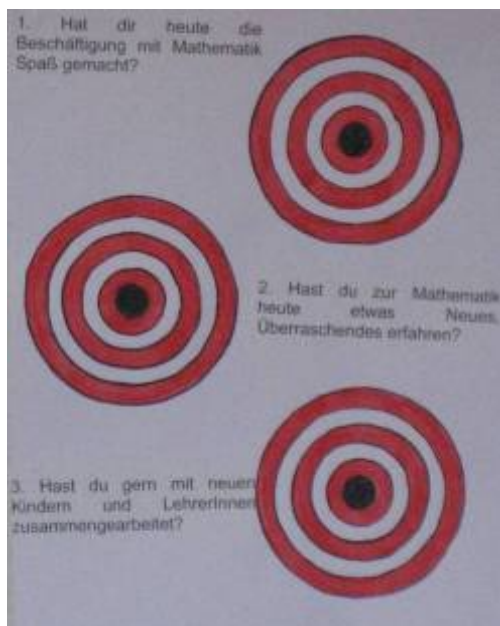 1. Hat dir heute die
Beschäftigung mit Mathematik
Spaß gemacht?
2. Hast du zur Mathematik
heute etwas Neues,
Überraschendes erfahren?
3. Hast du gern mit neuen
Kindern und LehrerInnen
zusammengearbeitet?